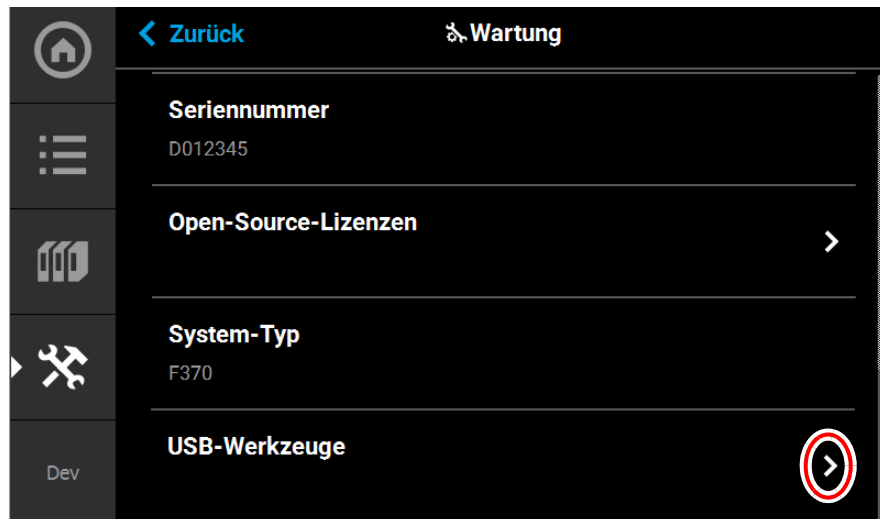 Zurück
Wartung
Seriennummer
D012345
Open-Source-Lizenzen
System-Typ
F370
USB-Werkzeuge
Dev